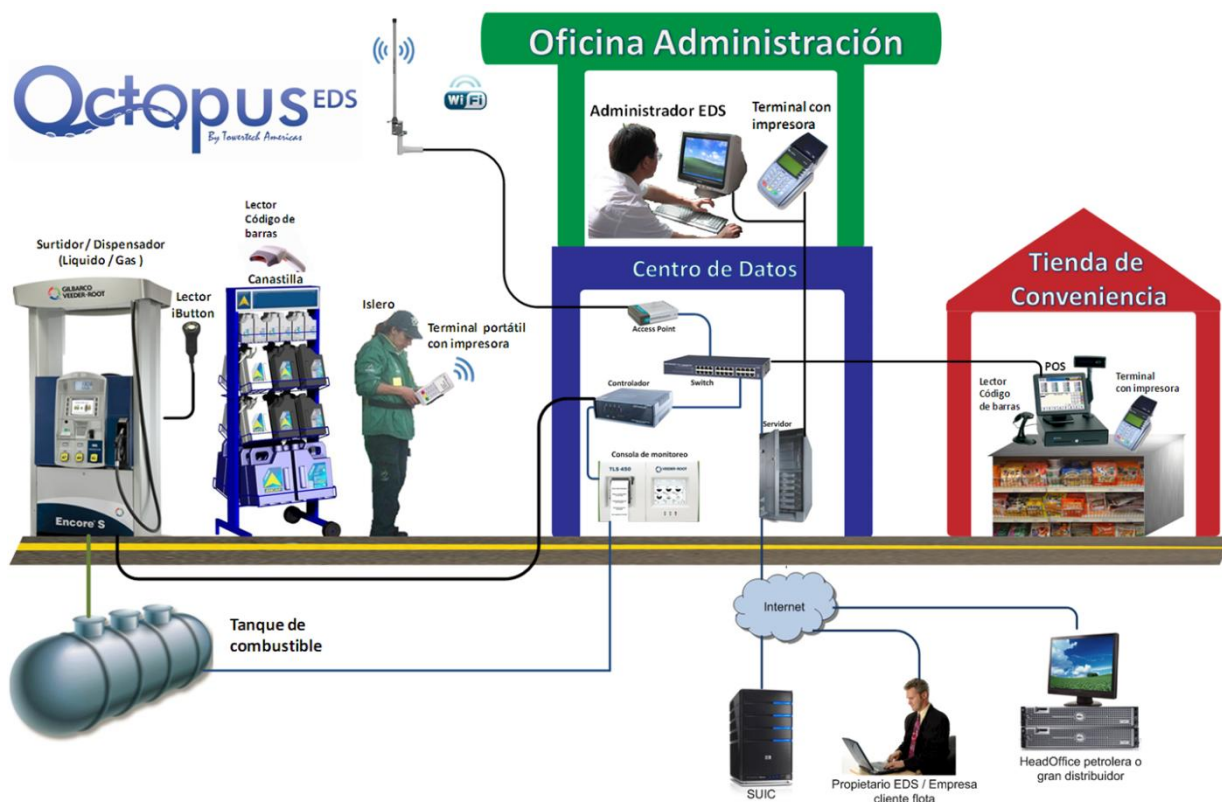 Octopus EDS
By Towertech Americas
WiFi
Oficina Administración
Administrador EDS
Terminal con
impresora
Centro de Datos
Access Point
Switch
Controlador
Servidor
Consola de monitoreo
TLS-450
VEEDER-ROOT
Tienda de
Conveniencia
POS
Lector
Código
de barras
Terminal
con impresora
Surtidor / Dispensador
(Liquido / Gas )
GILBARCO
VEEDER-ROOT
Lector
iButton
Encore S
Lector
Código de
barras
Canastilla
Islero
Terminal portátil
con impresora
Tanque de
combustible
Internet
SUIC
Propietario EDS / Empresa
cliente flota
HeadOffice petrolera o
gran distribuidor